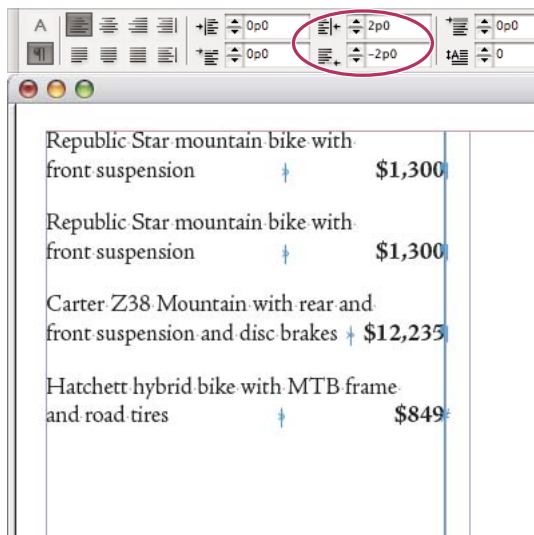 A 0p0 2p0 0p0
¶ 0p0 -2p0 0
Republic Star mountain bike with
front suspension $1,300
Republic Star mountain bike with
front suspension $1,300
Carter Z38 Mountain with rear and
front suspension and disc brakes $12,235
Hatchett hybrid bike with MTB frame
and road tires $849